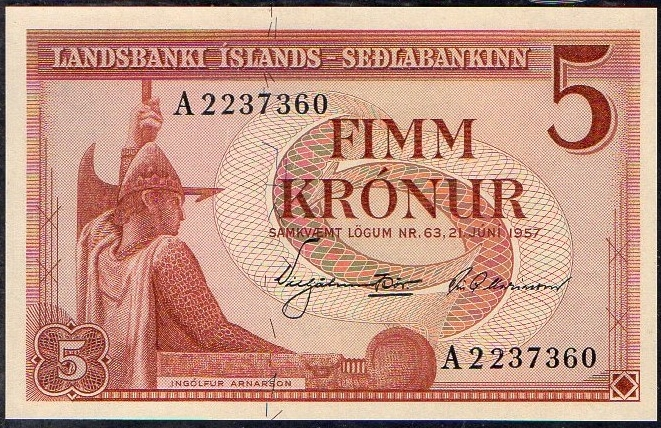 LANDSBANKI ÍSLANDS - SEÐLABANKINN
5
A 2237360
FIMM
KRÓNUR
SAMKVÆMT LÖGUM NR. 63, 21. JÚNÍ 1957
A 2237360
5
INGÓLFUR ARNARSON